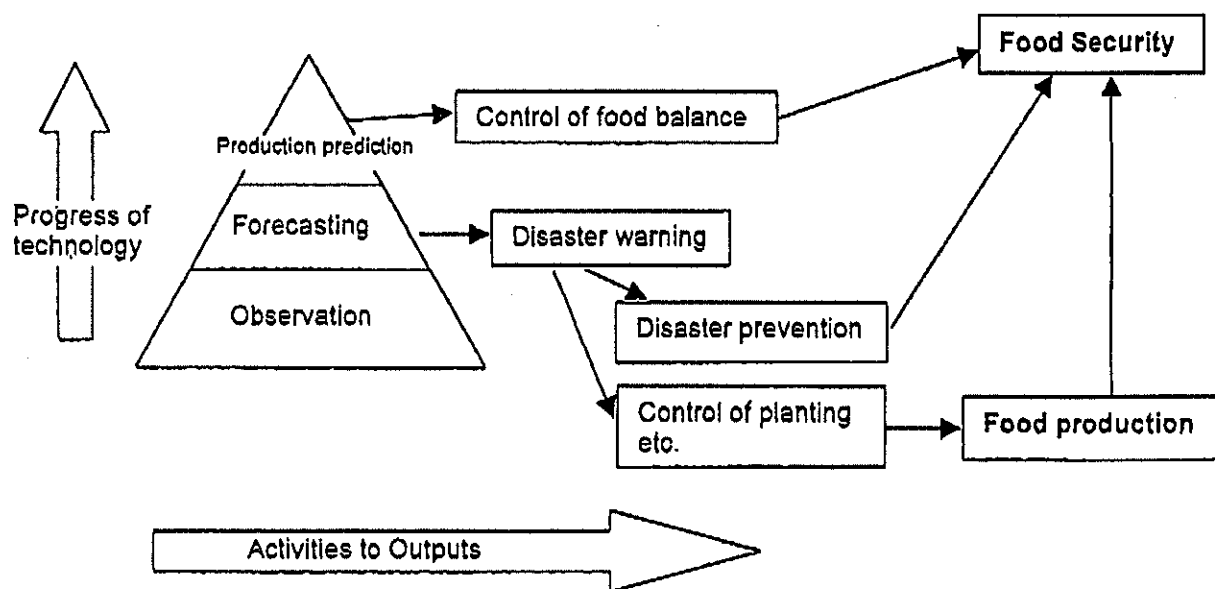 Food Security
Control of food balance
Production prediction
Progress of
technology
Forecasting
Disaster warning
Observation
Disaster prevention
Control of planting
etc.
Food production
Activities to Outputs